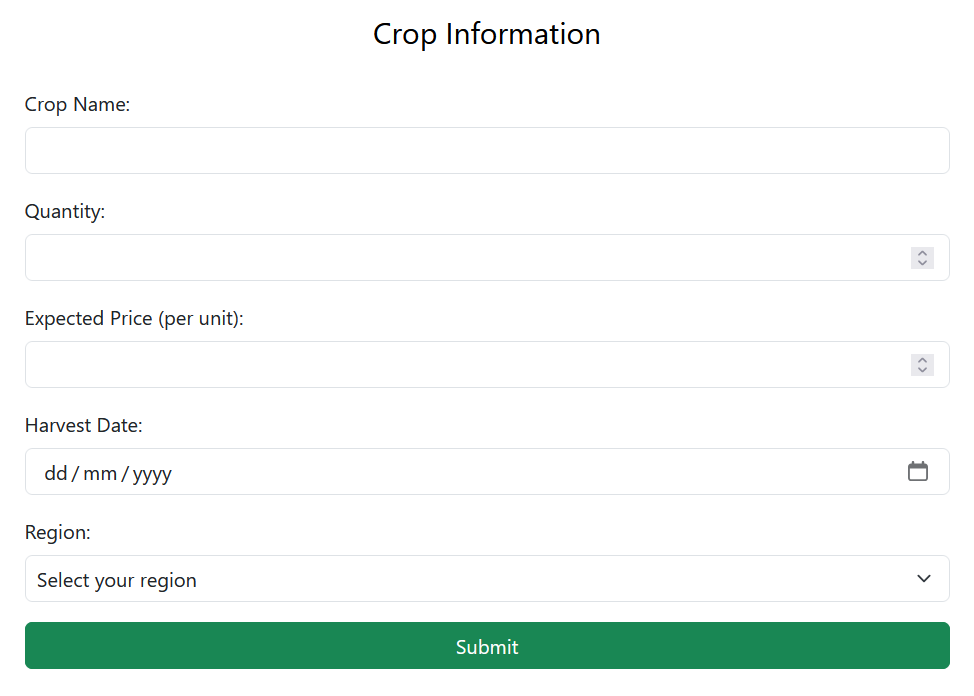 Crop Information
Crop Name:
Quantity:
Expected Price (per unit):
Harvest Date:
dd/mm/yyyy
Region:
Select your region
Submit